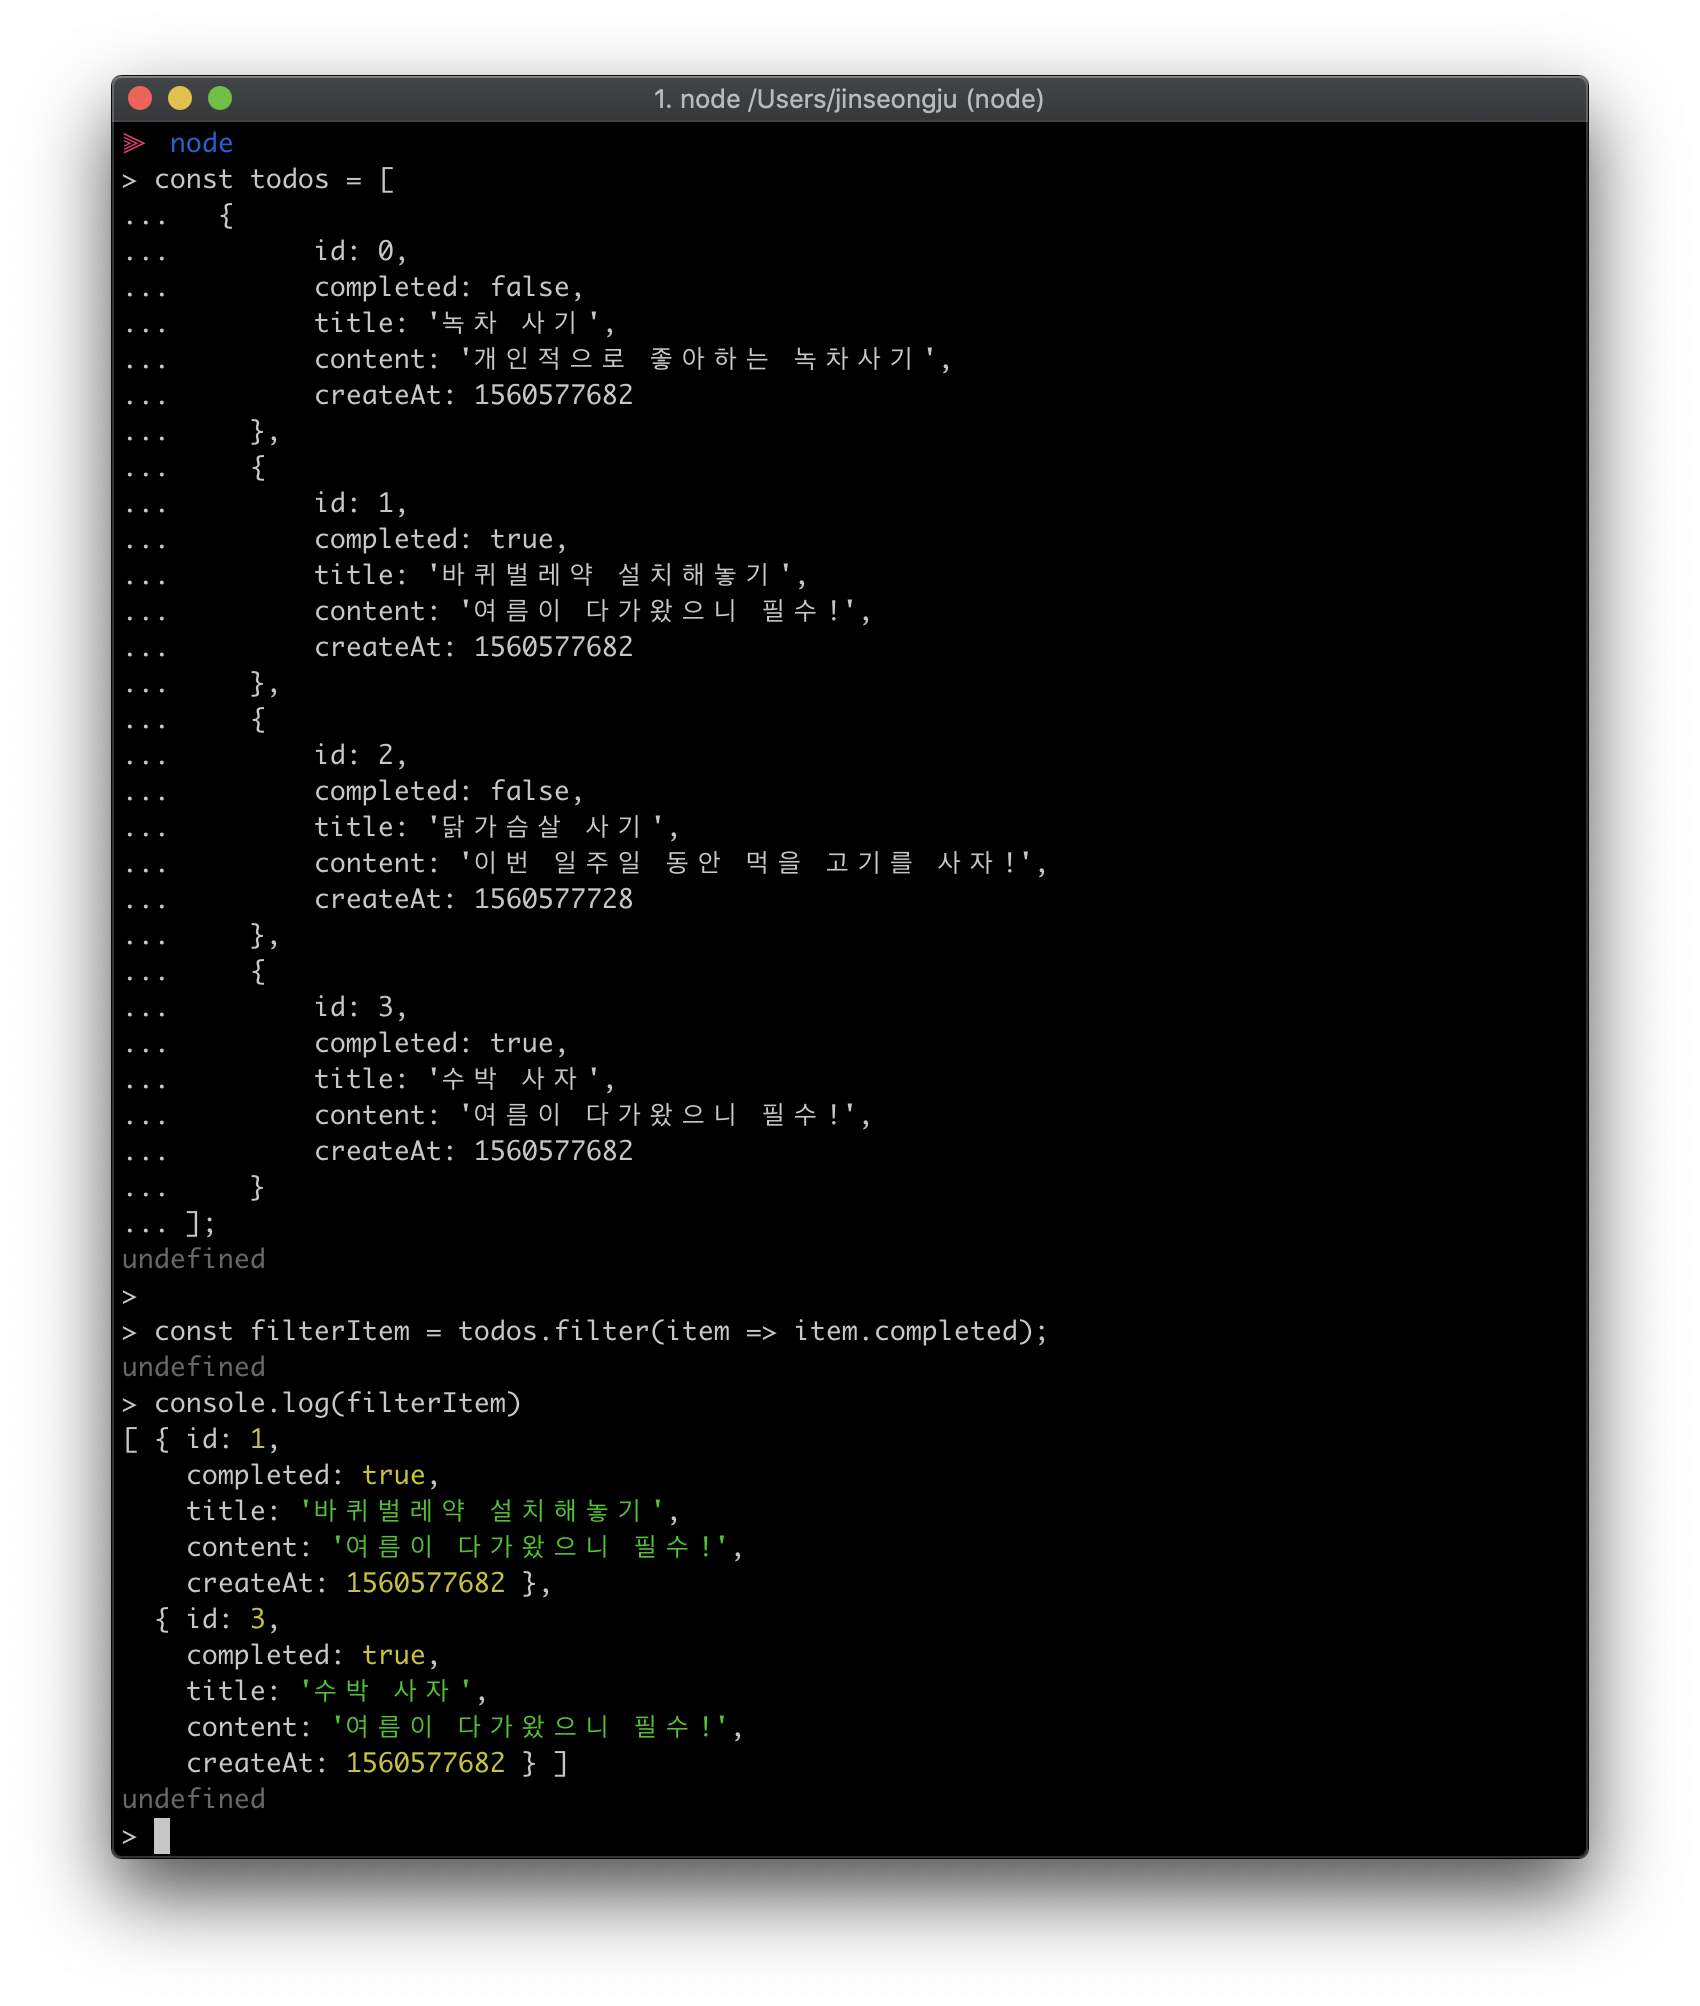 1. node /Users/jinseongju (node)
node
> const todos = [
...   {
...         id: 0,
...         completed: false,
...         title: '녹차 사기',
...         content: '개인적으로 좋아하는 녹차사기',
...         createAt: 1560577682
...     },
...     {
...         id: 1,
...         completed: true,
...         title: '바퀴벌레약 설치해놓기',
...         content: '여름이 다가왔으니 필수!',
...         createAt: 1560577682
...     },
...     {
...         id: 2,
...         completed: false,
...         title: '닭가슴살 사기',
...         content: '이번 일주일 동안 먹을 고기를 사자!',
...         createAt: 1560577728
...     },
...     {
...         id: 3,
...         completed: true,
...         title: '수박 사자',
...         content: '여름이 다가왔으니 필수!',
...         createAt: 1560577682
...     }
... ];
undefined
>
> const filterItem = todos.filter(item => item.completed);
undefined
> console.log(filterItem)
[ { id: 1,
    completed: true,
    title: '바퀴벌레약 설치해놓기',
    content: '여름이 다가왔으니 필수!',
    createAt: 1560577682 },
  { id: 3,
    completed: true,
    title: '수박 사자',
    content: '여름이 다가왔으니 필수!',
    createAt: 1560577682 } ]
undefined
>